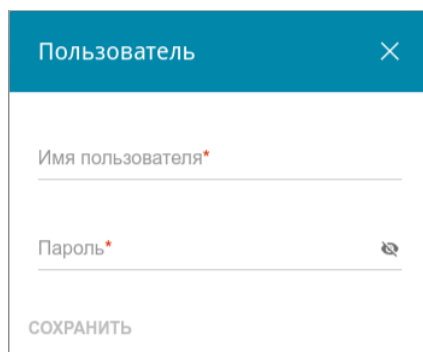 Пользователь
Имя пользователя*
Пароль*
СОХРАНИТЬ